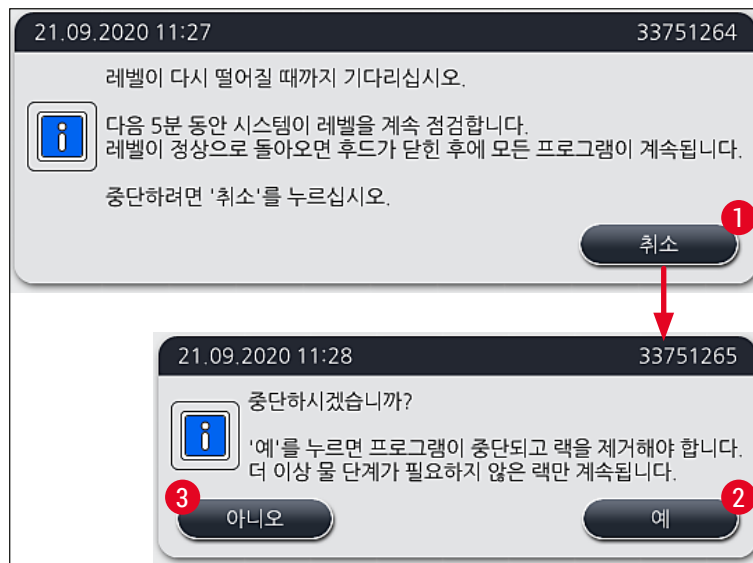 21.09.2020 11:27 33751264
레벨이 다시 떨어질 때까지 기다리십시오.
다음 5분 동안 시스템이 레벨을 계속 점검합니다.
레벨이 정상으로 돌아오면 후드가 닫힌 후에 모든 프로그램이 계속됩니다.
중단하려면 '취소'를 누르십시오.
1
취소
21.09.2020 11:28 33751265
중단하시겠습니까?
'예'를 누르면 프로그램이 중단되고 랙을 제거해야 합니다.
더 이상 물 단계가 필요하지 않은 랙만 계속됩니다.
3 2
아니오 예